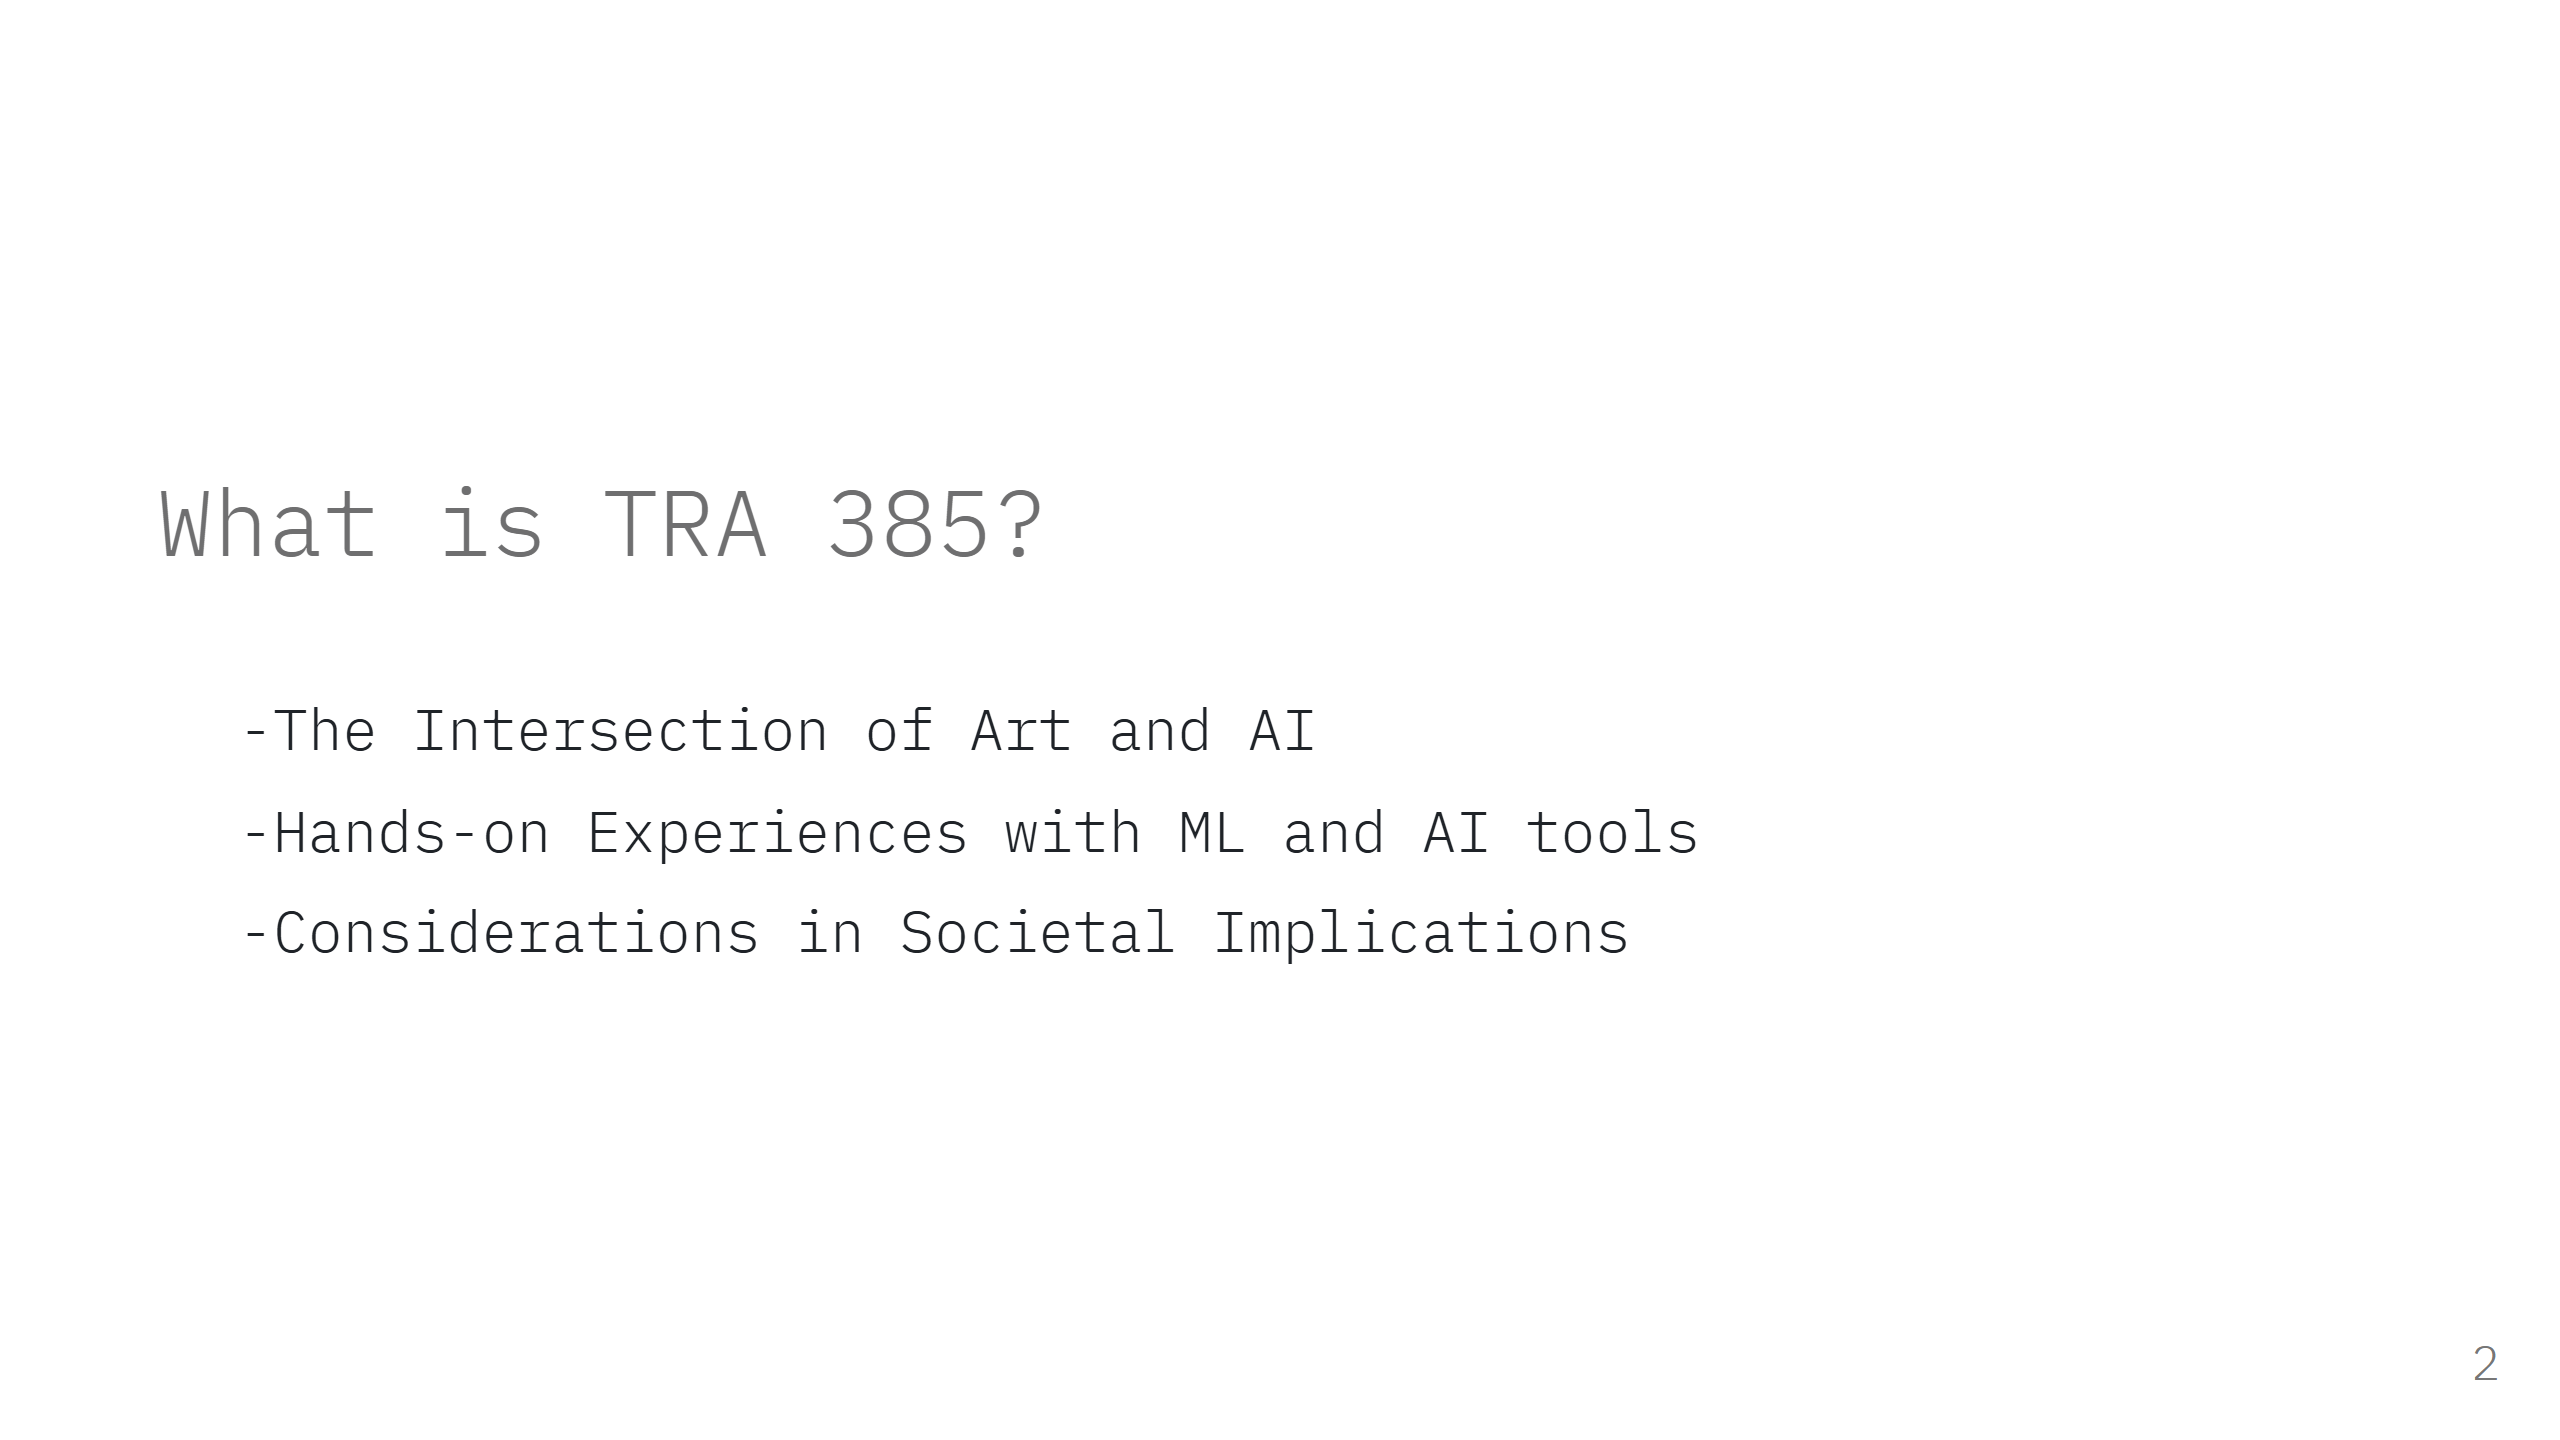 What is TRA 385?
-The Intersection of Art and AI
-Hands-on Experiences with ML and AI tools
-Considerations in Societal Implications
2